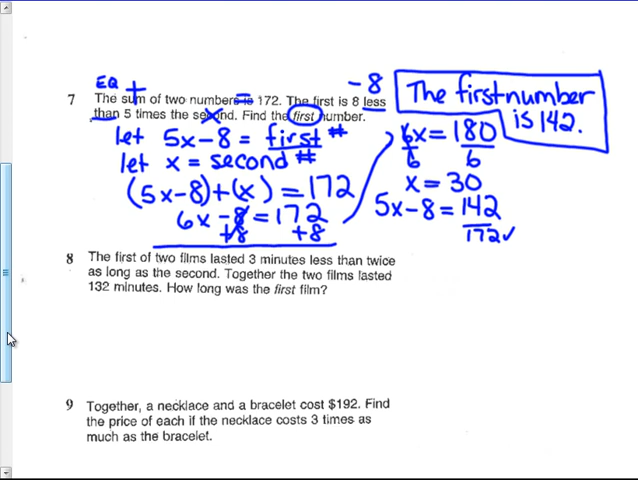 EQ + = - 8
7 The sum of two numbers is 172. The first is 8 less
than 5 times the second. Find the first number.
x
The first number
is 142.
let 5x-8 = first #
let x = second #
(5x-8)+(x) = 172
6x -8 = 172
+8 +8
6x = 180
6 6
x = 30
5x-8 = 142
172✓
8 The first of two films lasted 3 minutes less than twice
as long as the second. Together the two films lasted
132 minutes. How long was the first film?
9 Together, a necklace and a bracelet cost $192. Find
the price of each if the necklace costs 3 times as
much as the bracelet.